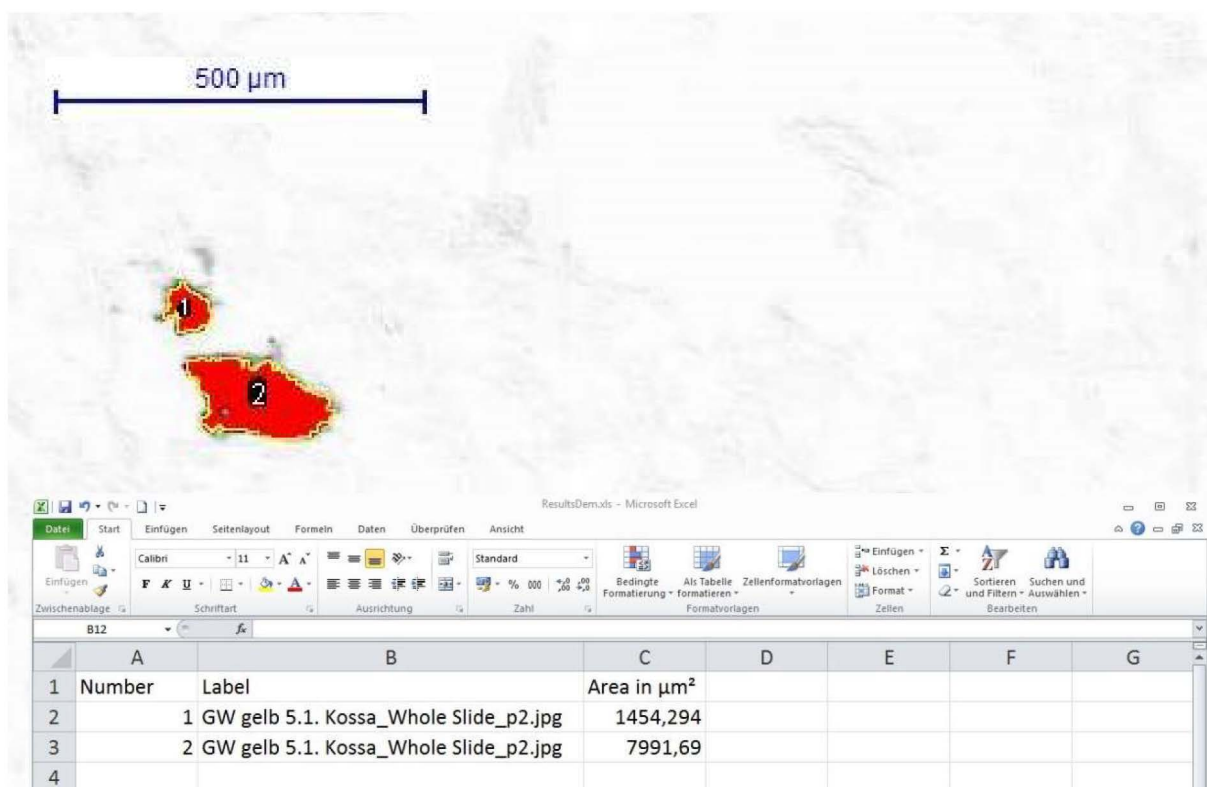 500 µm
1
2
ResultsDem.xls - Microsoft Excel
Datei Start Einfügen Seitenlayout Formeln Daten Überprüfen Ansicht
Calibri 11 A A Standard Einfügen Σ
Einfügen Löschen
F K U A % 000 Bedingte Formatierung Als Tabelle formatieren Zellenformatvorlagen Format Sortieren und Filtern Suchen und Auswählen
Zwischenablage Schriftart Ausrichtung Zahl Formatvorlagen Zellen Bearbeiten
B12 fx
A B C D E F G
1 Number Label Area in µm²
2 1 GW gelb 5.1. Kossa_Whole Slide_p2.jpg 1454,294
3 2 GW gelb 5.1. Kossa_Whole Slide_p2.jpg 7991,69
4